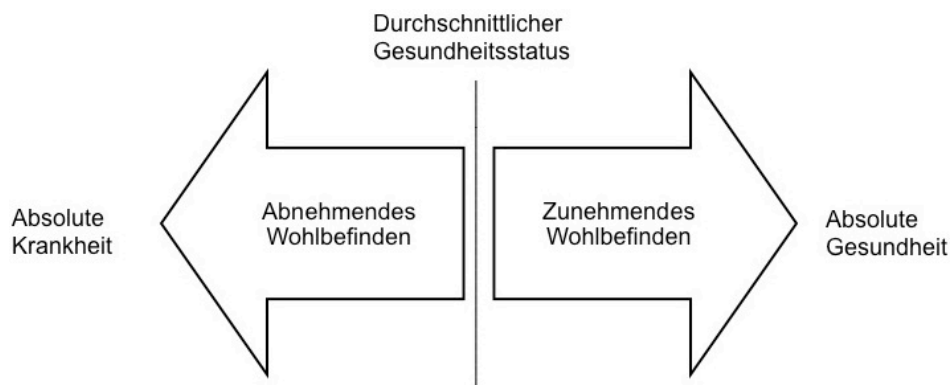 Durchschnittlicher
Gesundheitsstatus
Absolute
Krankheit
Abnehmendes
Wohlbefinden
Zunehmendes
Wohlbefinden
Absolute
Gesundheit